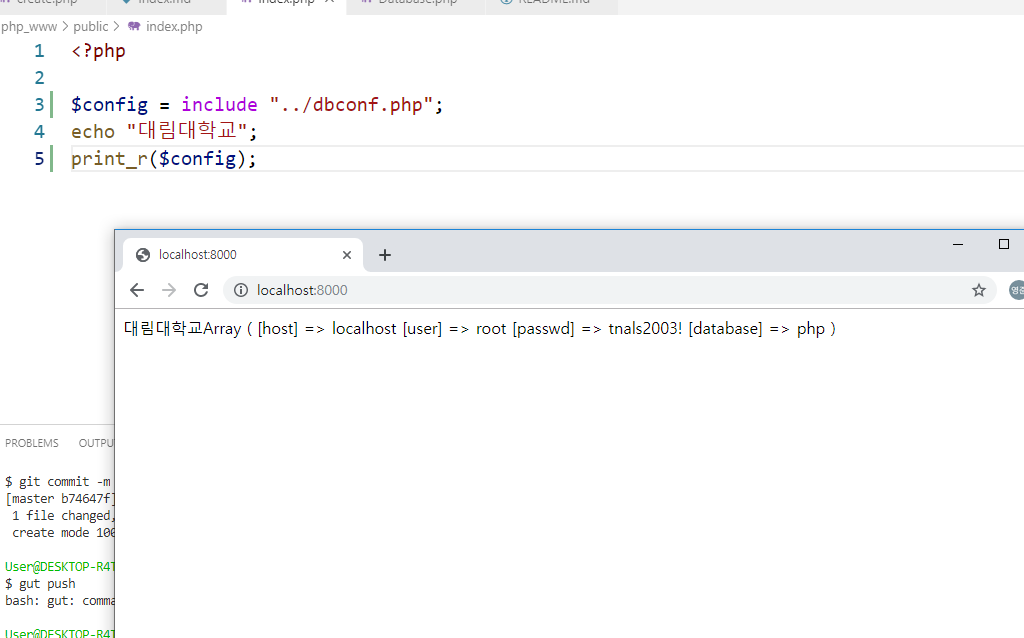 create.php index.md index.php Database.php README.md
php_www > public > index.php
1 <?php
2
3 $config = include "../dbconf.php";
4 echo "대림대학교";
5 print_r($config);
localhost:8000
localhost:8000
대림대학교Array ( [host] => localhost [user] => root [passwd] => tnals2003! [database] => php )
PROBLEMS OUTPU
$ git commit -m
[master b74647f]
1 file changed,
create mode 100
User@DESKTOP-R4T
$ gut push
bash: gut: comma
User@DESKTOP-R4T